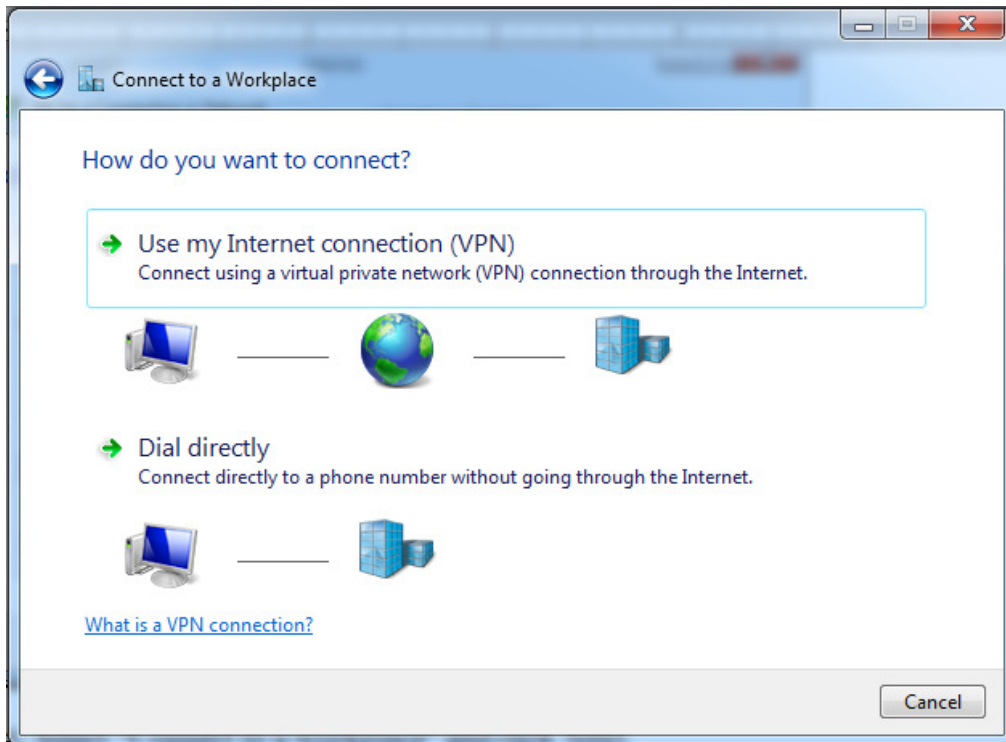 Connect to a Workplace
How do you want to connect?
Use my Internet connection (VPN)
Connect using a virtual private network (VPN) connection through the Internet.
Dial directly
Connect directly to a phone number without going through the Internet.
What is a VPN connection?
Cancel